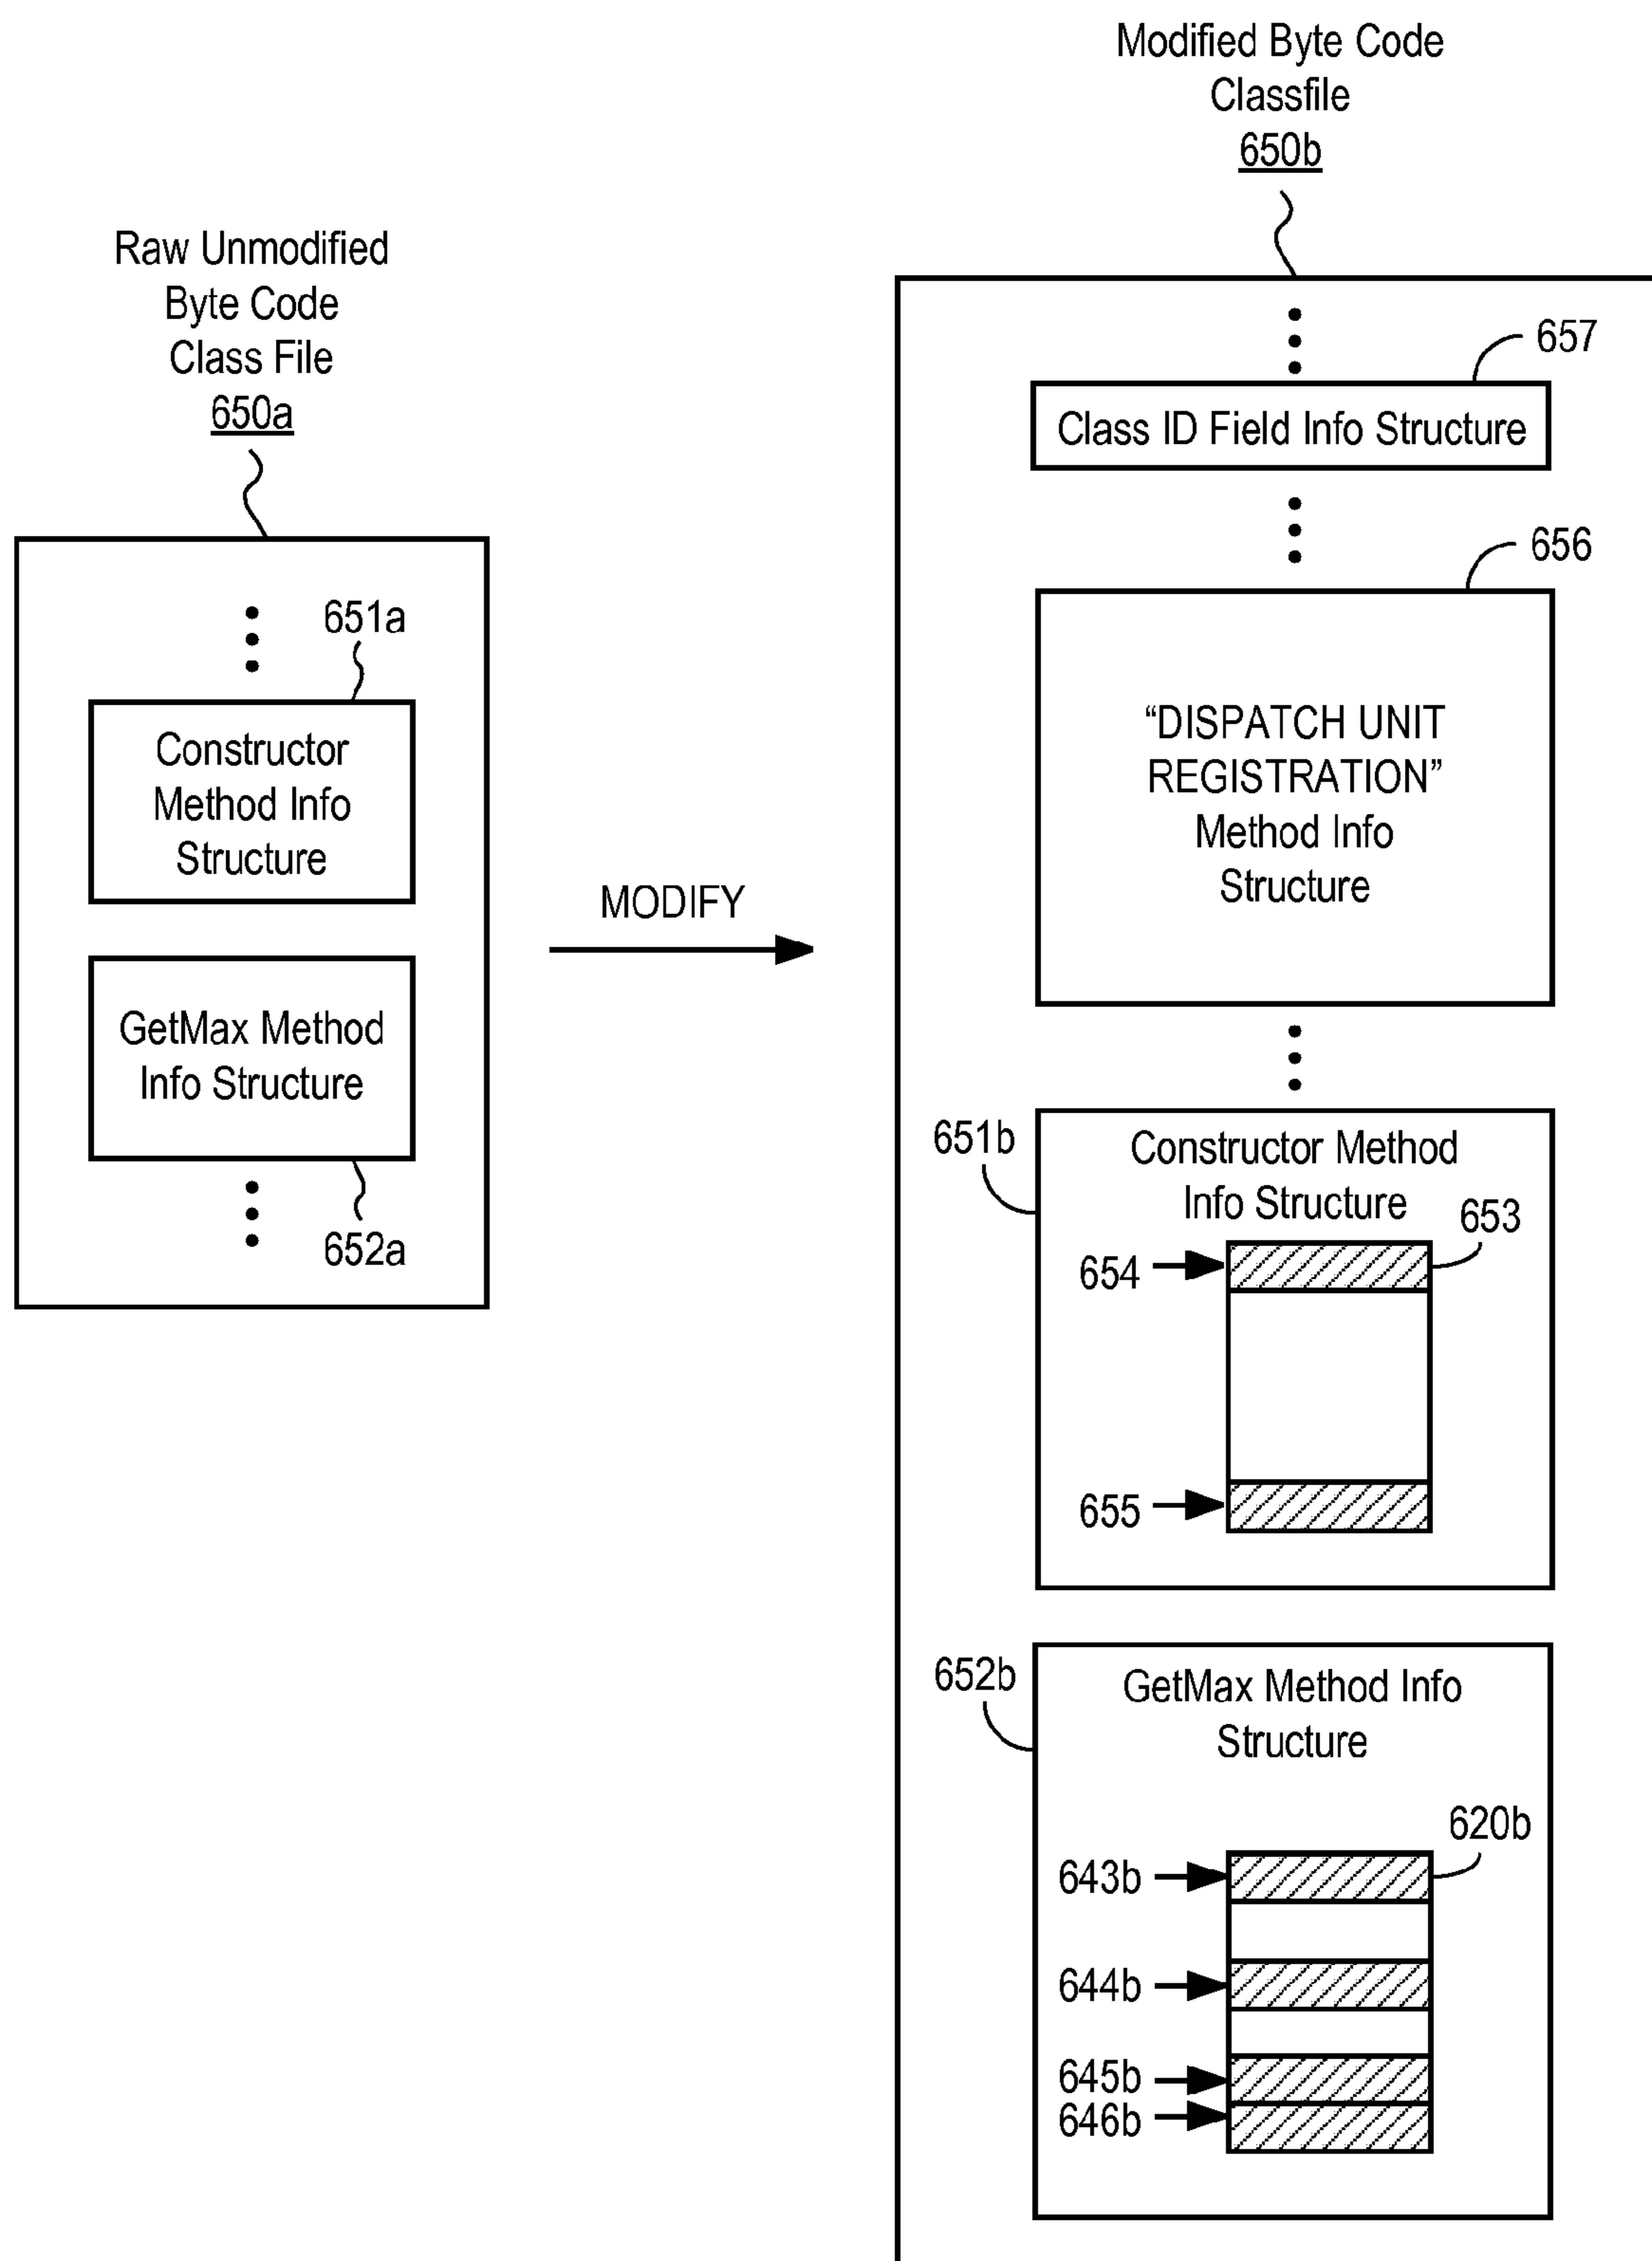 Raw Unmodified
Byte Code
Class File
650a
651a
Constructor
Method Info
Structure
GetMax Method
Info Structure
652a
MODIFY
Modified Byte Code
Classfile
650b
657
Class ID Field Info Structure
656
“DISPATCH UNIT
REGISTRATION”
Method Info
Structure
651b
Constructor Method
Info Structure
653
654
655
652b
GetMax Method Info
Structure
620b
643b
644b
645b
646b